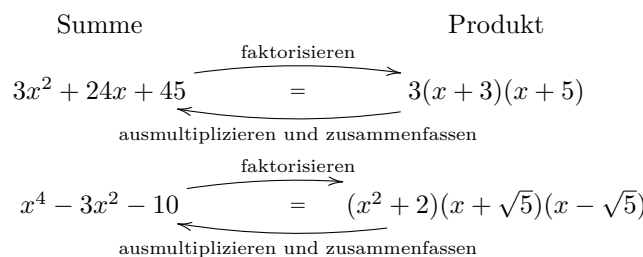 Summe Produkt
faktorisieren
3x² + 24x + 45 = 3(x + 3)(x + 5)
ausmultiplizieren und zusammenfassen
faktorisieren
x⁴ − 3x² − 10 = (x² + 2)(x + √5)(x − √5)
ausmultiplizieren und zusammenfassen